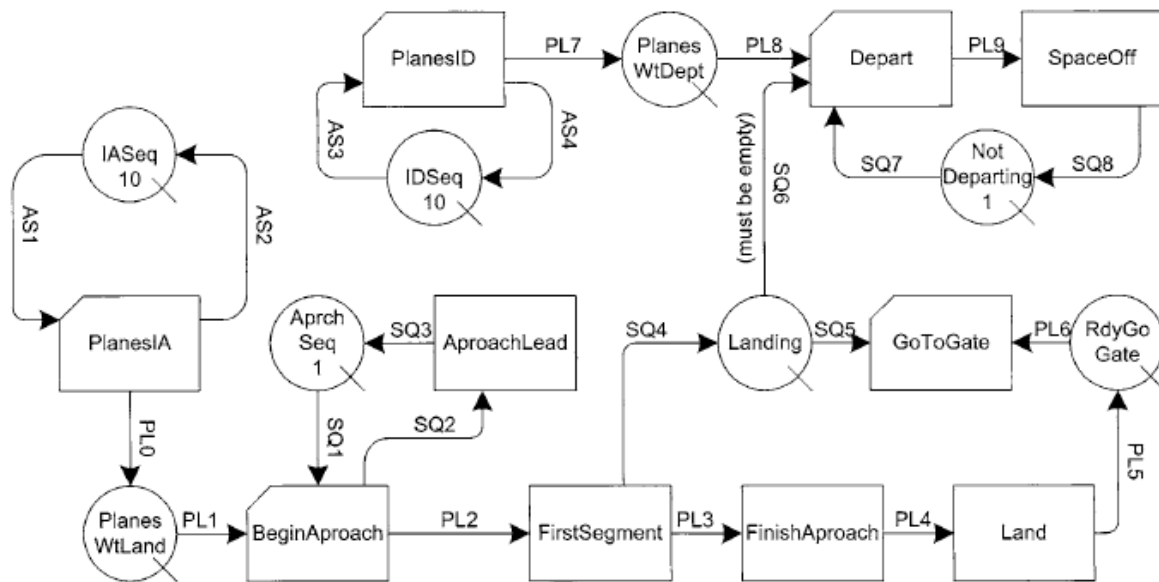 PlanesID
PL7
Planes
WtDept
PL8
Depart
PL9
SpaceOff
AS3
AS4
IDSeq
10
IASeq
10
AS1
AS2
(must be empty)
SQ6
SQ7
Not
Departing
1
SQ8
PlanesIA
Aprch
Seq
1
SQ3
AproachLead
SQ4
Landing
SQ5
GoToGate
PL6
RdyGo
Gate
PL0
SQ1
SQ2
PL5
Planes
WtLand
PL1
BeginAproach
PL2
FirstSegment
PL3
FinishAproach
PL4
Land